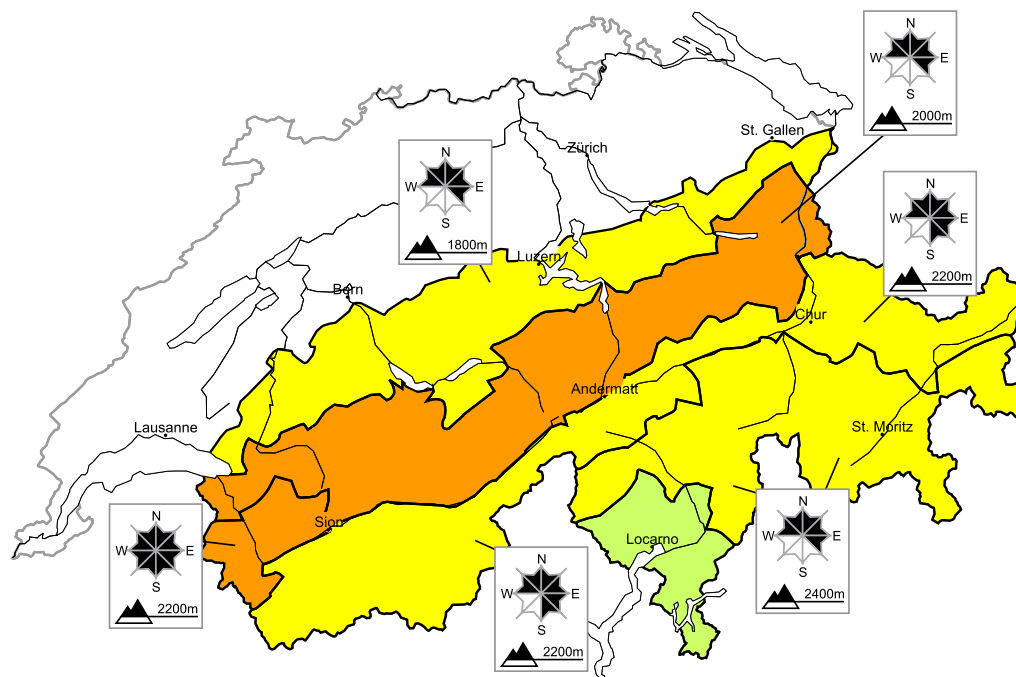 N
W E
S
2000m
St. Gallen
Zürich
N
W E
S
1800m
N
W E
S
2200m
Luzern
Bern
Chur
Andermatt
Lausanne
St. Moritz
N
W E
S
2200m
Sion
Locarno
N
W E
S
2400m
N
W E
S
2200m